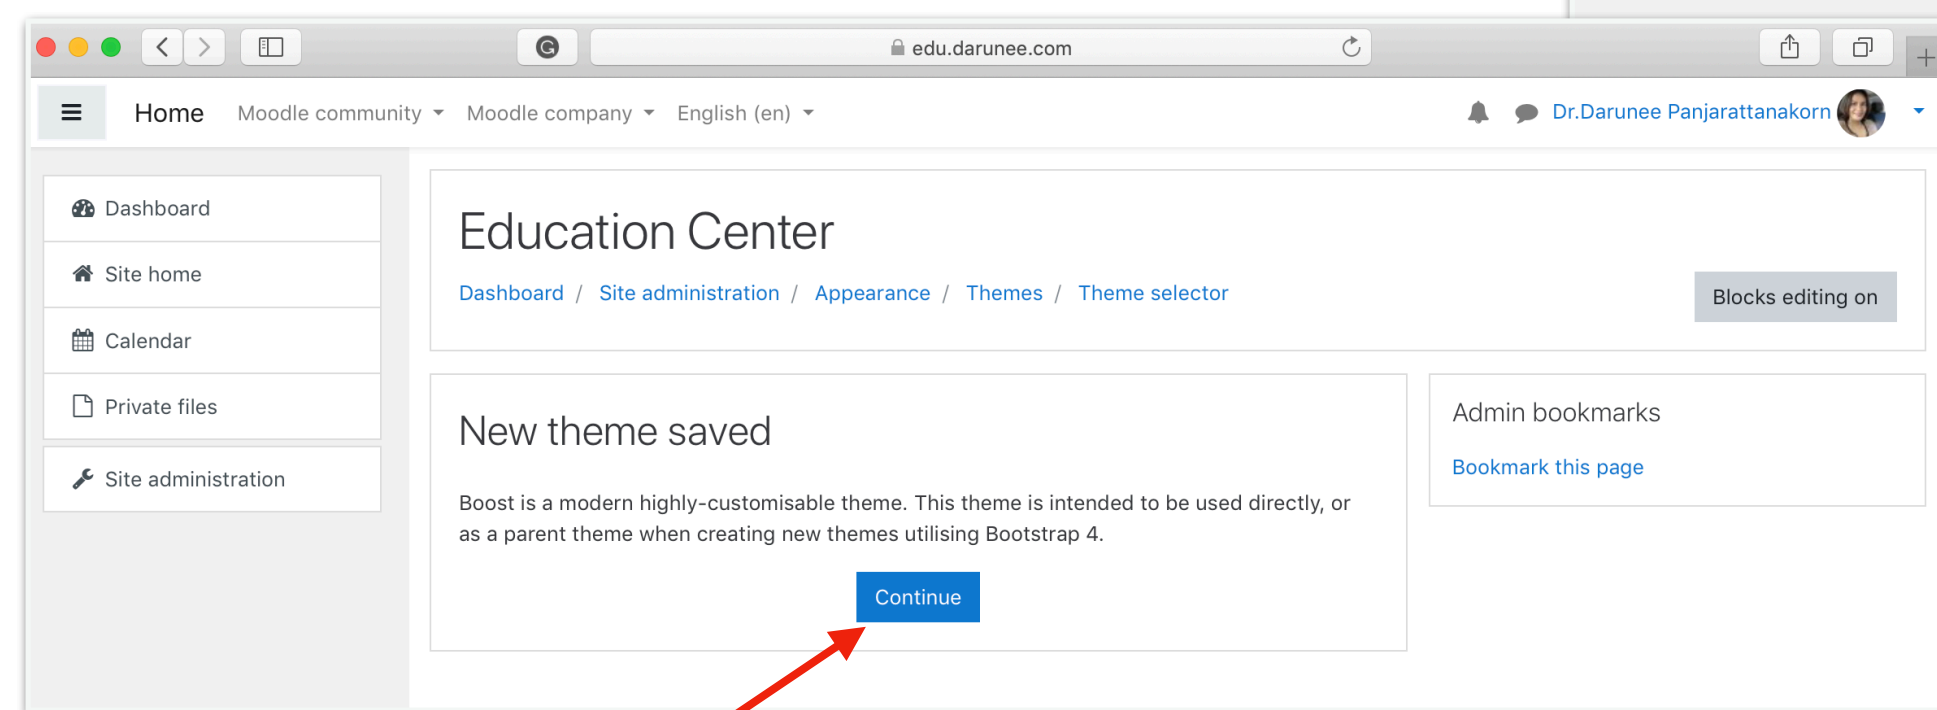 edu.darunee.com
Home Moodle community Moodle company English (en) Dr.Darunee Panjarattanakorn
Dashboard
Site home
Calendar
Private files
Site administration
Education Center
Dashboard / Site administration / Appearance / Themes / Theme selector
Blocks editing on
New theme saved
Boost is a modern highly-customisable theme. This theme is intended to be used directly, or
as a parent theme when creating new themes utilising Bootstrap 4.
Continue
Admin bookmarks
Bookmark this page